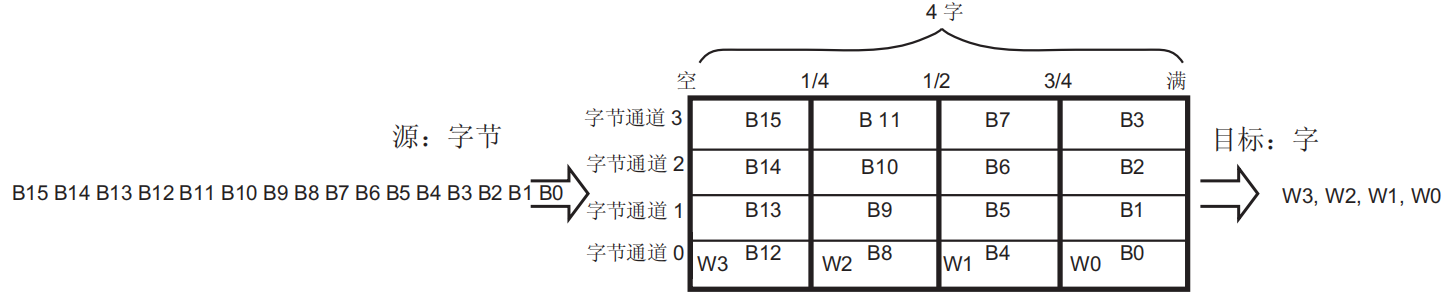 4 字
空 1/4 1/2 3/4 满
字节通道 3 B15 B 11 B7 B3
源：字节 目标：字
字节通道 2 B14 B10 B6 B2
B15 B14 B13 B12 B11 B10 B9 B8 B7 B6 B5 B4 B3 B2 B1 B0 W3, W2, W1, W0
字节通道 1 B13 B9 B5 B1
字节通道 0 W3 B12 W2 B8 W1 B4 W0 B0